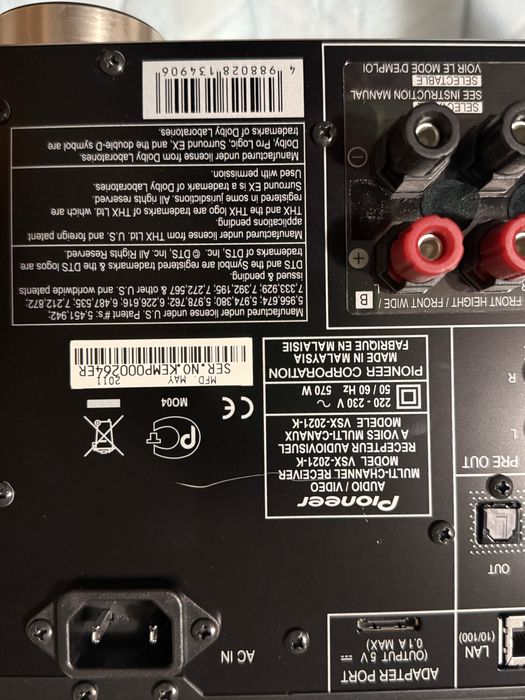 LAN
(10/100)
ADAPTER PORT
(OUTPUT 5 V ⎓
0.1 A MAX)
AC IN
OUT
PRE OUT
L
R
Pioneer
AUDIO / VIDEO
MULTI-CHANNEL RECEIVER
MODEL VSX-2021-K
RECEPTEUR AUDIOVISUEL
A VOIES MULTI-CANAUX
MODELE VSX-2021-K
220 - 230 V ~
50 / 60 Hz 570 W
PIONEER CORPORATION
MADE IN MALAYSIA
FABRIQUE EN MALAISIE
PC
CE
MO04
MFD. MAY 2011
SER.NO.KEMP000264ER
Manufactured under license under U.S. Patent #'s: 5,451,942;
5,956,674; 5,974,380; 5,978,762; 6,226,616; 6,487,535; 7,212,872;
7,333,929; 7,392,195; 7,272,567 & other U.S. and worldwide patents
issued & pending.
DTS and the Symbol are registered trademarks & the DTS logos are
trademarks of DTS, Inc. © DTS, Inc. All Rights Reserved.
Manufactured under license from THX Ltd. U.S. and foreign patent
applications pending.
THX and the THX logo are trademarks of THX Ltd. which are
registered in some jurisdictions. All rights reserved.
Surround EX is a trademark of Dolby Laboratories.
Used with permission.
Manufactured under license from Dolby Laboratories.
Dolby, Pro Logic, Surround EX, and the double-D symbol are
trademarks of Dolby Laboratories.
4 988028 134906
FRONT HEIGHT / FRONT WIDE /
B
L
SELECTABLE
SEE INSTRUCTION MANUAL
SELECTABLE
VOIR LE MODE D'EMPLOI